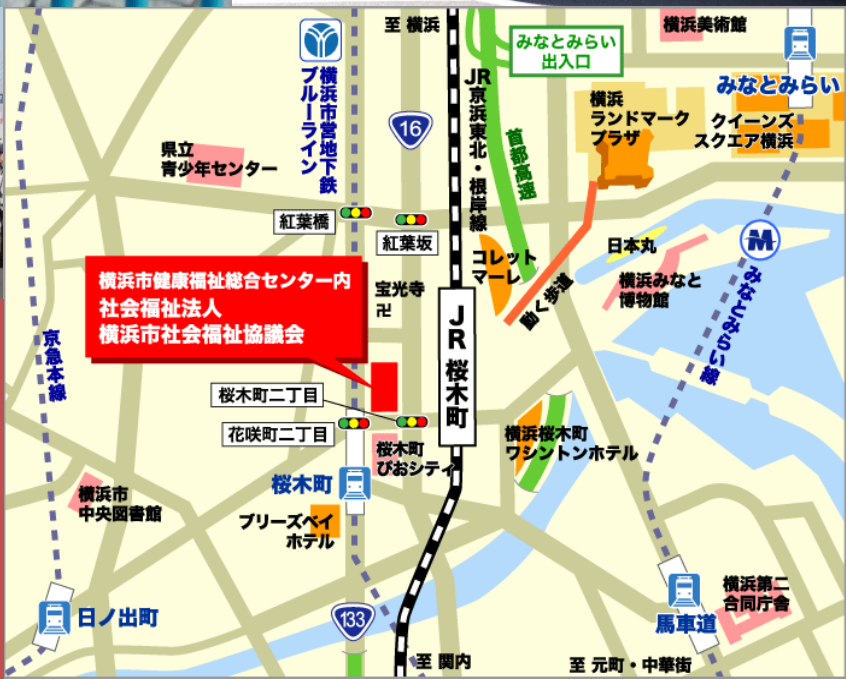 至 横浜
みなとみらい
出入口
横浜美術館
みなとみらい
横浜市営地下鉄
ブルーライン
16
JR京浜東北・根岸線
首都高速
横浜
ランドマーク
プラザ
クイーンズ
スクエア横浜
県立
青少年センター
紅葉橋
紅葉坂
コレット
マーレ
動く歩道
日本丸
横浜みなと
博物館
みなとみらい線
横浜市健康福祉総合センター内
社会福祉法人
横浜市社会福祉協議会
宝光寺
卍
JR 桜木町
京急本線
桜木町二丁目
花咲町二丁目
桜木町
ぴおシティ
横浜桜木町
ワシントンホテル
桜木町
横浜市
中央図書館
ブリーズベイ
ホテル
日ノ出町
133
馬車道
横浜第二
合同庁舎
至 関内
至 元町・中華街